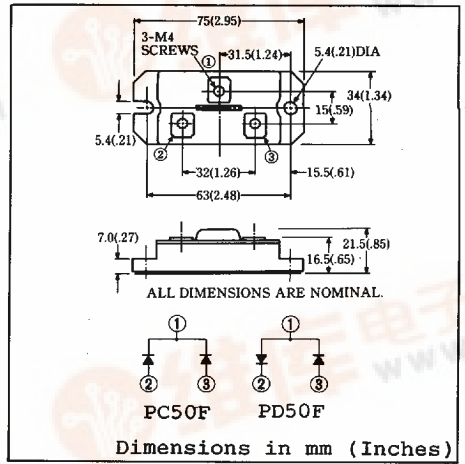 75(2.95)
3-M4
SCREWS
31.5(1.24)
5.4(.21)DIA
①
15(.59)
34(1.34)
5.4(.21)
②
③
32(1.26)
15.5(.61)
63(2.48)
7.0(.27)
21.5(.85)
16.5(.65)
ALL DIMENSIONS ARE NOMINAL.
① ①
② ③ ② ③
PC50F PD50F
Dimensions in mm (Inches)